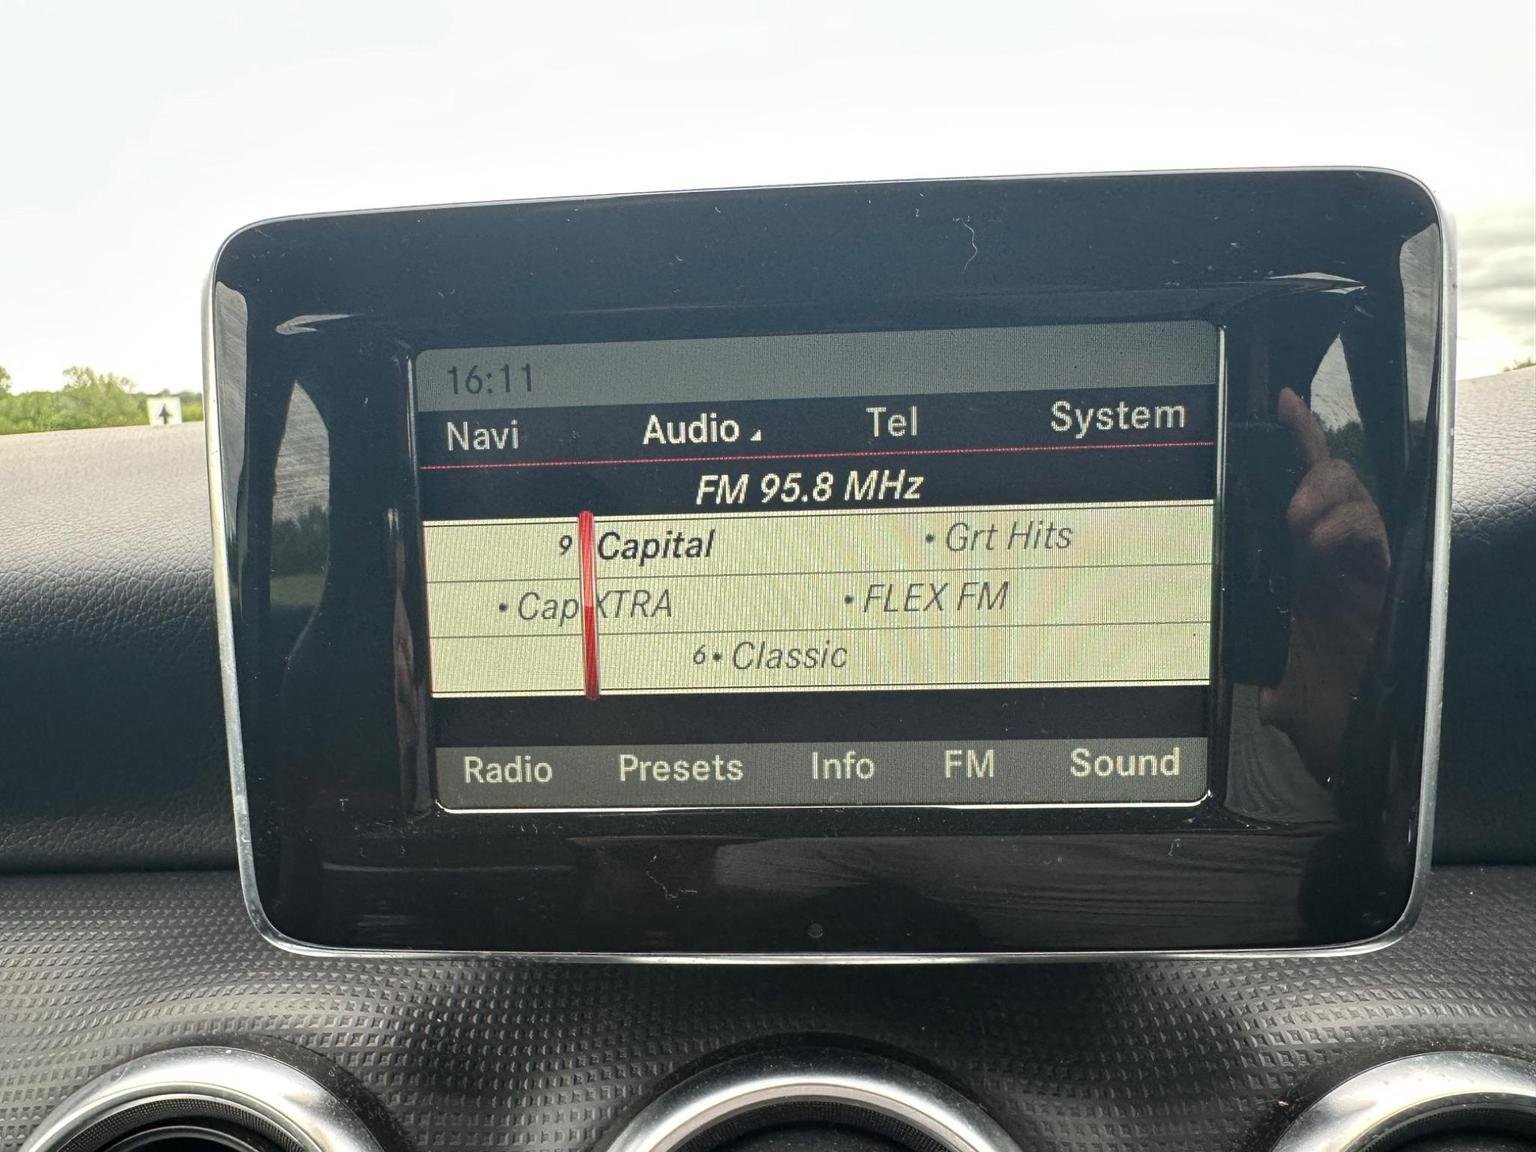 16:11
Navi Audio Tel System
FM 95.8 MHz
9 Capital • Grt Hits
• Cap XTRA • FLEX FM
6 • Classic
Radio Presets Info FM Sound